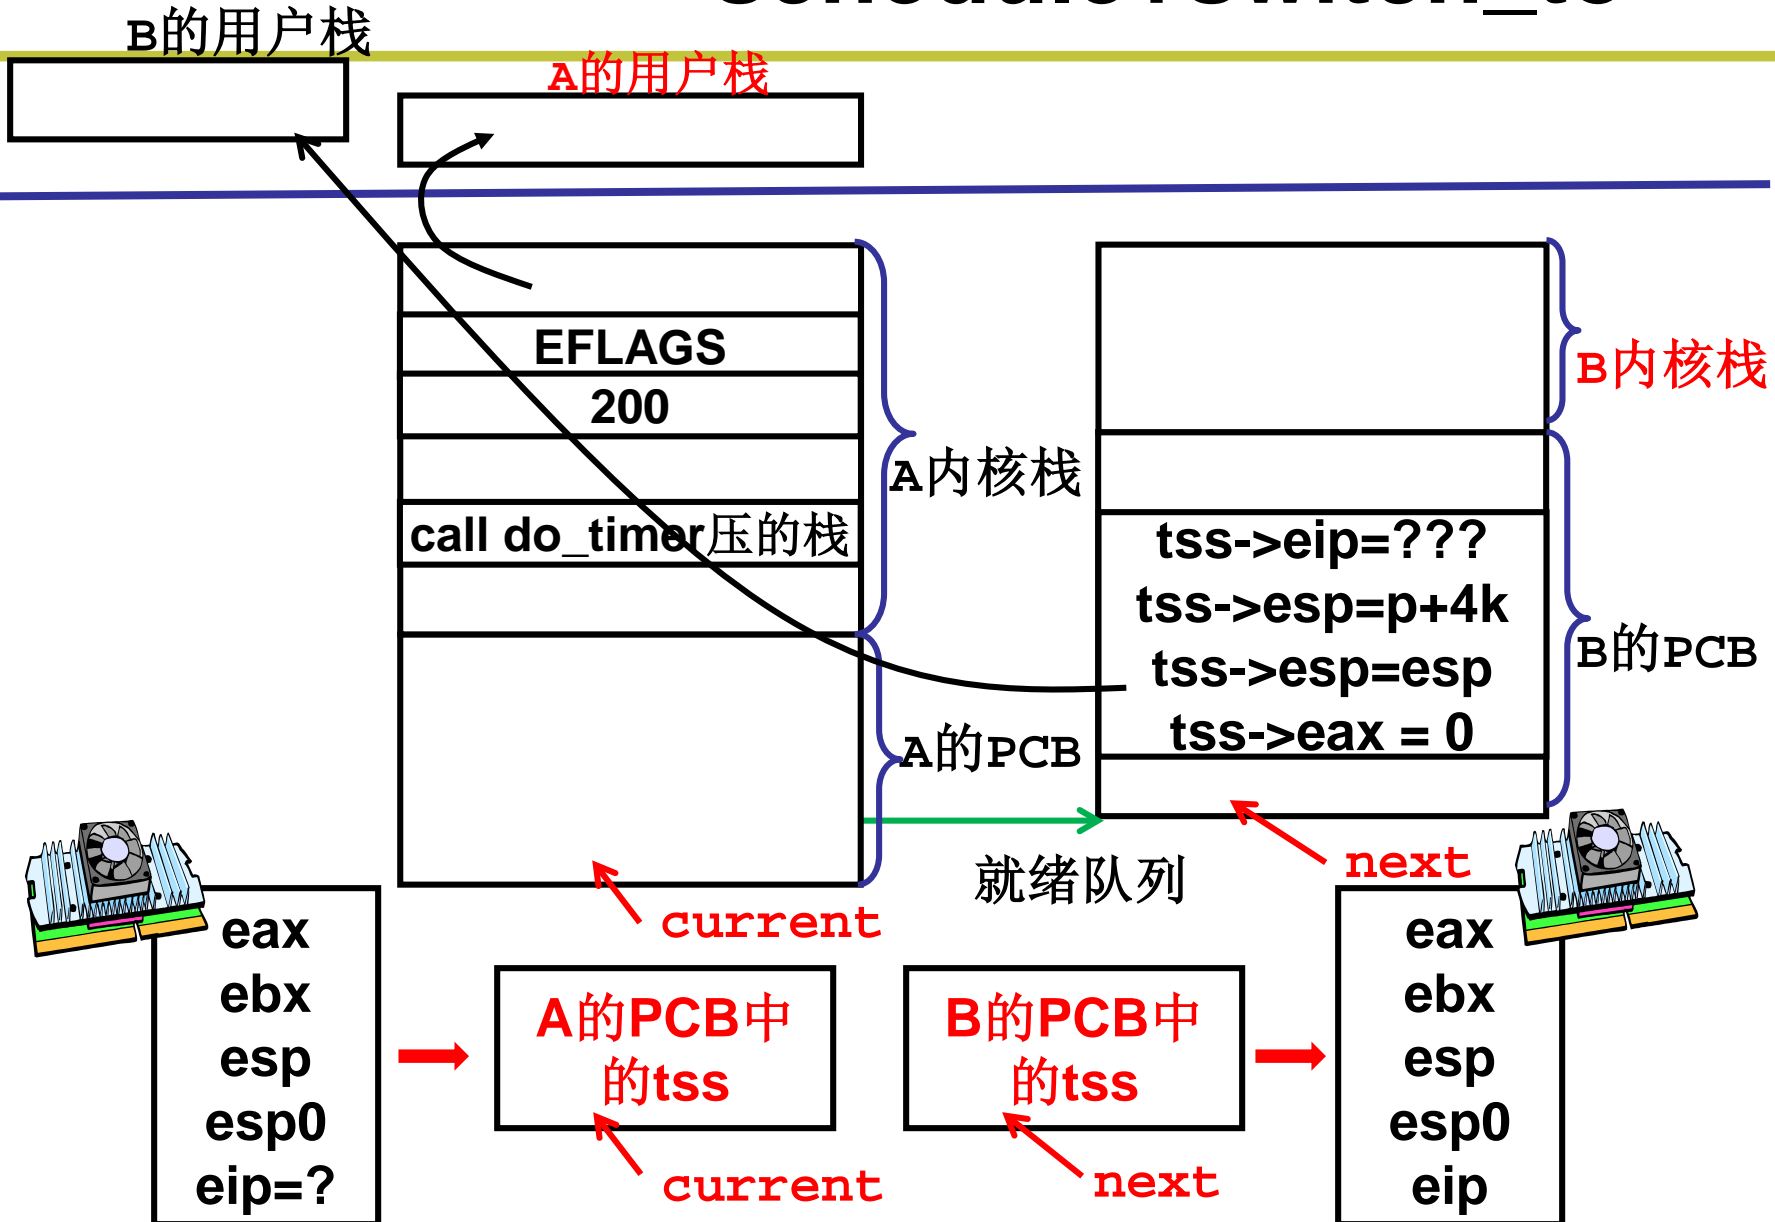 B的用户栈
A的用户栈
EFLAGS
200
A内核栈
call do_timer压的栈
B内核栈
tss->eip=???
tss->esp=p+4k
tss->esp=esp
tss->eax = 0
B的PCB
A的PCB
就绪队列
next
current
eax
ebx
esp
esp0
eip=?
A的PCB中
的tss
current
B的PCB中
的tss
next
eax
ebx
esp
esp0
eip